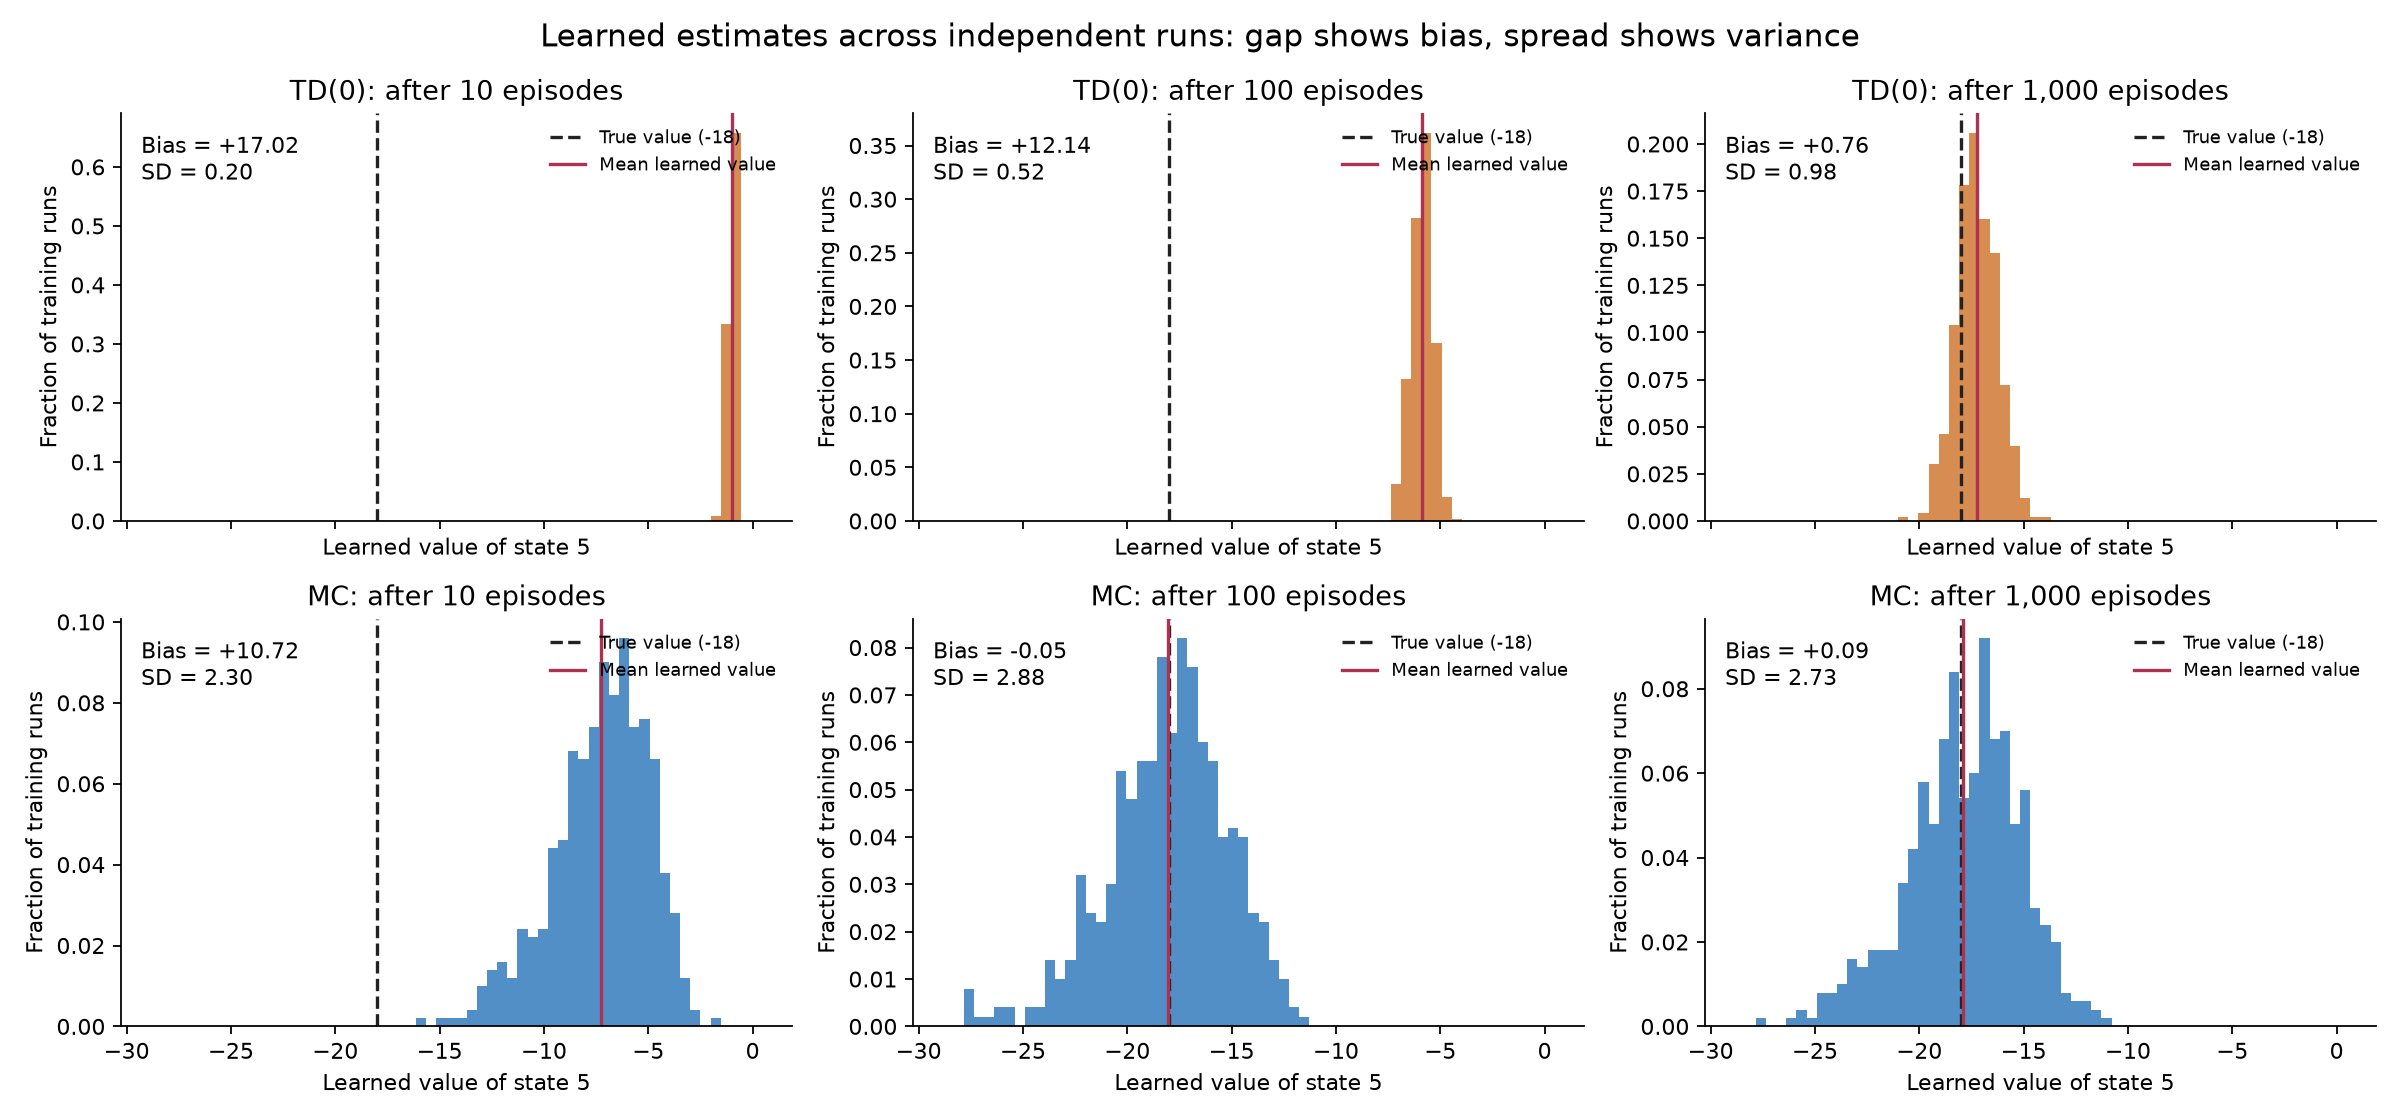 Learned estimates across independent runs: gap shows bias, spread shows variance
TD(0): after 10 episodes
Bias = +17.02
SD = 0.20
True value (-18)
Mean learned value
Fraction of training runs
0.6
0.5
0.4
0.3
0.2
0.1
0.0
Learned value of state 5
TD(0): after 100 episodes
Bias = +12.14
SD = 0.52
True value (-18)
Mean learned value
Fraction of training runs
0.35
0.30
0.25
0.20
0.15
0.10
0.05
0.00
Learned value of state 5
TD(0): after 1,000 episodes
Bias = +0.76
SD = 0.98
True value (-18)
Mean learned value
Fraction of training runs
0.200
0.175
0.150
0.125
0.100
0.075
0.050
0.025
0.000
Learned value of state 5
MC: after 10 episodes
Bias = +10.72
SD = 2.30
True value (-18)
Mean learned value
Fraction of training runs
0.10
0.08
0.06
0.04
0.02
0.00
−30 −25 −20 −15 −10 −5 0
Learned value of state 5
MC: after 100 episodes
Bias = -0.05
SD = 2.88
True value (-18)
Mean learned value
Fraction of training runs
0.08
0.07
0.06
0.05
0.04
0.03
0.02
0.01
0.00
−30 −25 −20 −15 −10 −5 0
Learned value of state 5
MC: after 1,000 episodes
Bias = +0.09
SD = 2.73
True value (-18)
Mean learned value
Fraction of training runs
0.08
0.06
0.04
0.02
0.00
−30 −25 −20 −15 −10 −5 0
Learned value of state 5